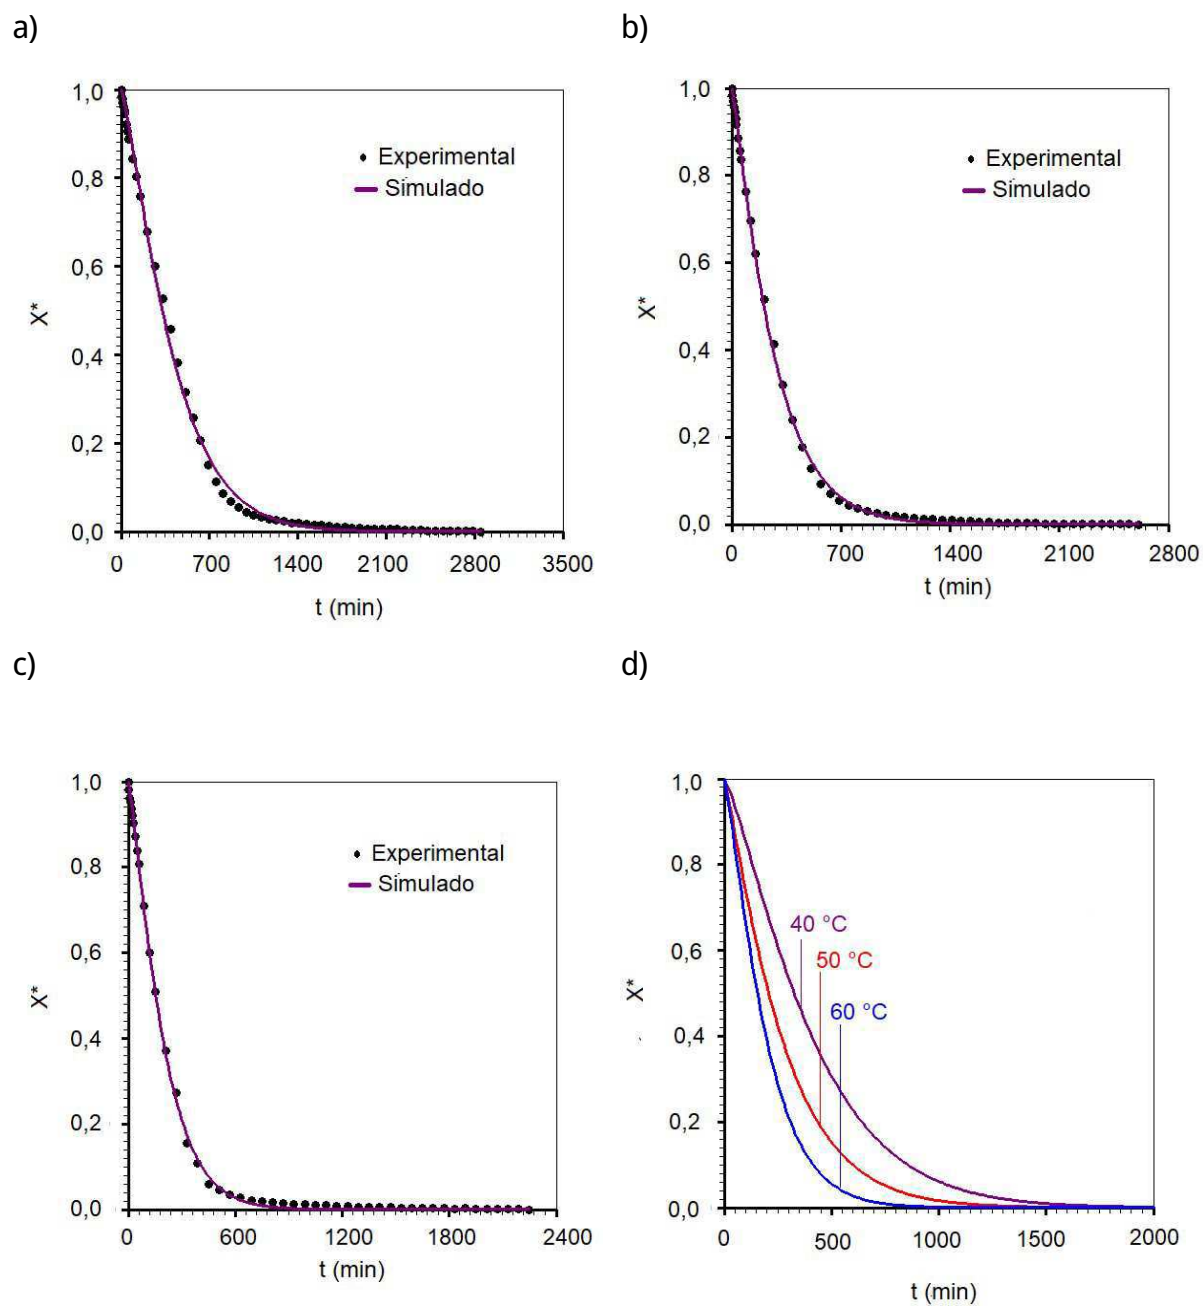 a)
1,0
0,8
0,6
0,4
0,2
0,0
X*
Experimental
Simulado
0 700 1400 2100 2800 3500
t (min)
b)
1,0
0,8
0,6
0,4
0,2
0,0
X*
Experimental
Simulado
0 700 1400 2100 2800
t (min)
c)
1,0
0,8
0,6
0,4
0,2
0,0
X*
Experimental
Simulado
0 600 1200 1800 2400
t (min)
d)
1,0
0,8
0,6
0,4
0,2
0,0
X*
40 °C
50 °C
60 °C
0 500 1000 1500 2000
t (min)